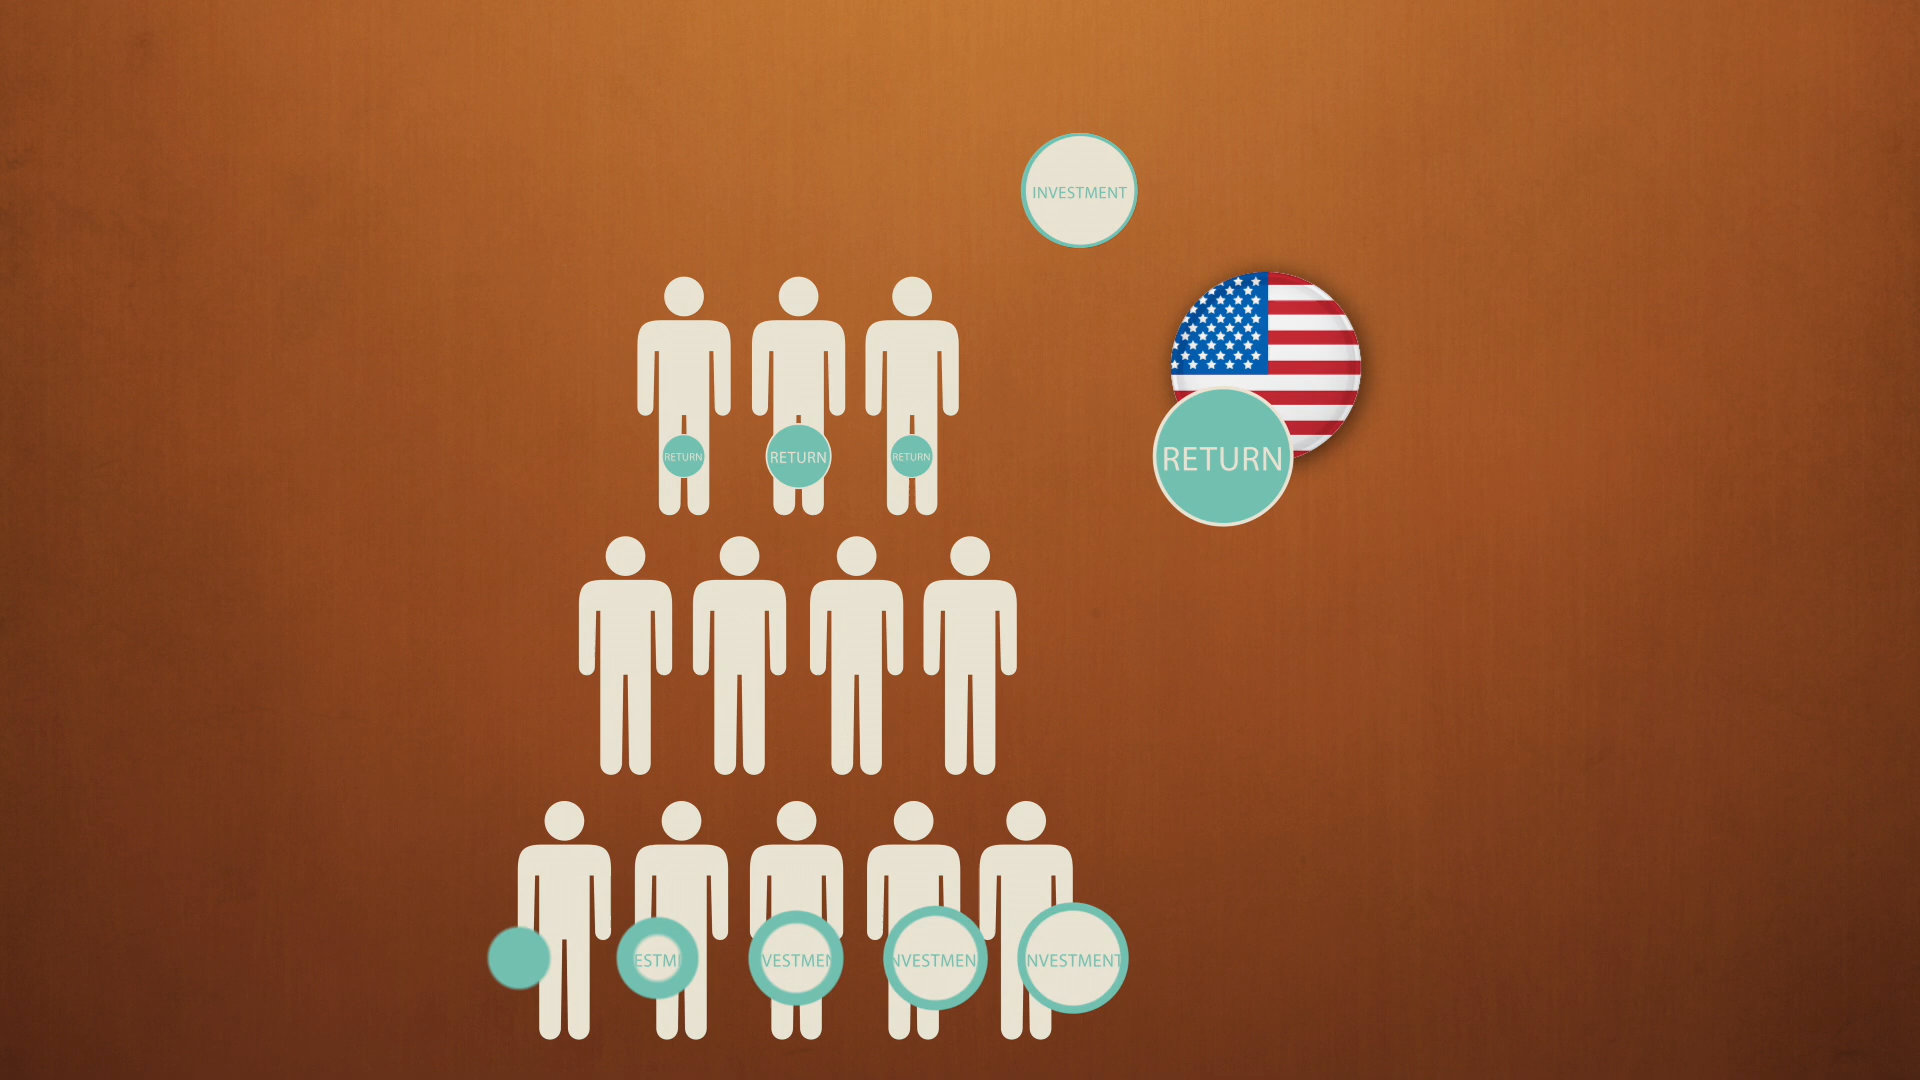 INVESTMENT
RETURN
RETURN
RETURN
RETURN
ESTM
VESTMEN
NVESTMEN
NVESTMENT